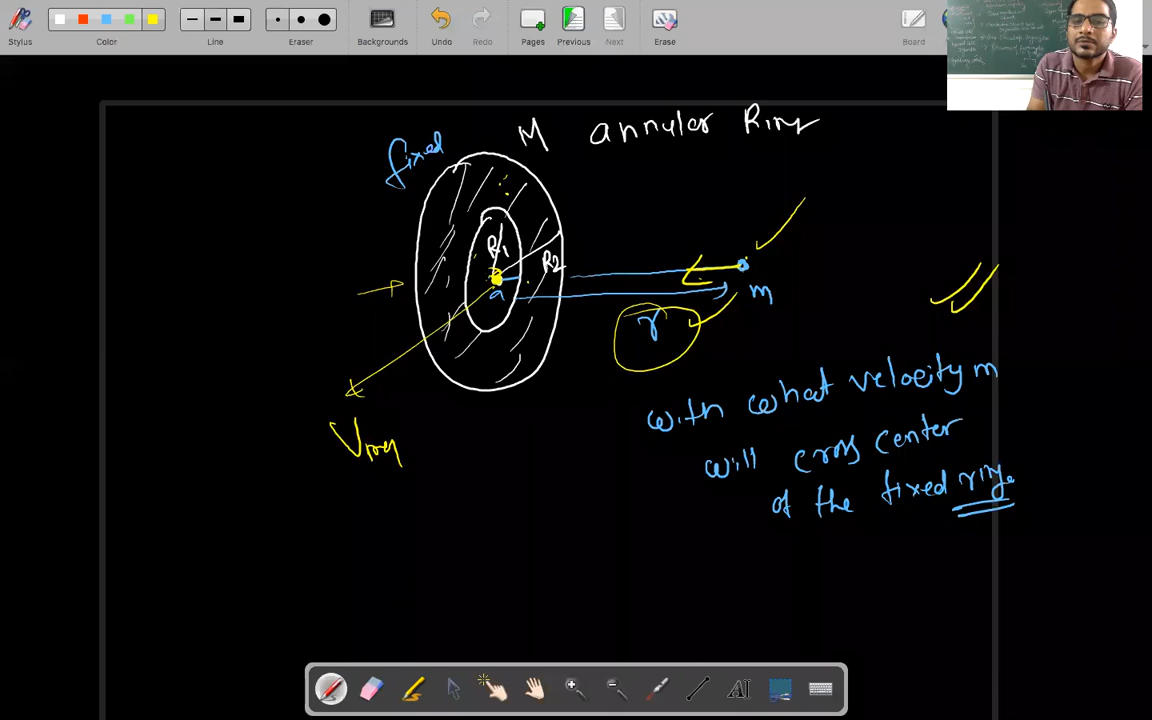 Stylus
Color
Line
Eraser
Backgrounds
Undo
Redo
Pages
Previous
Next
Erase
Board
fixed
M annular Ring
R1
R2
a
m
r
with what velocity m
will cross center
of the fixed ring